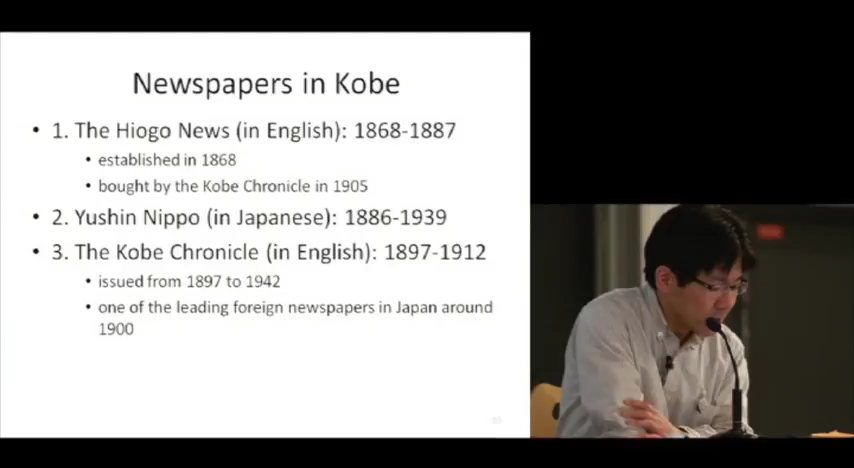 Newspapers in Kobe
• 1. The Hiogo News (in English): 1868-1887
• established in 1868
• bought by the Kobe Chronicle in 1905
• 2. Yushin Nippo (in Japanese): 1886-1939
• 3. The Kobe Chronicle (in English): 1897-1912
• issued from 1897 to 1942
• one of the leading foreign newspapers in Japan around
1900